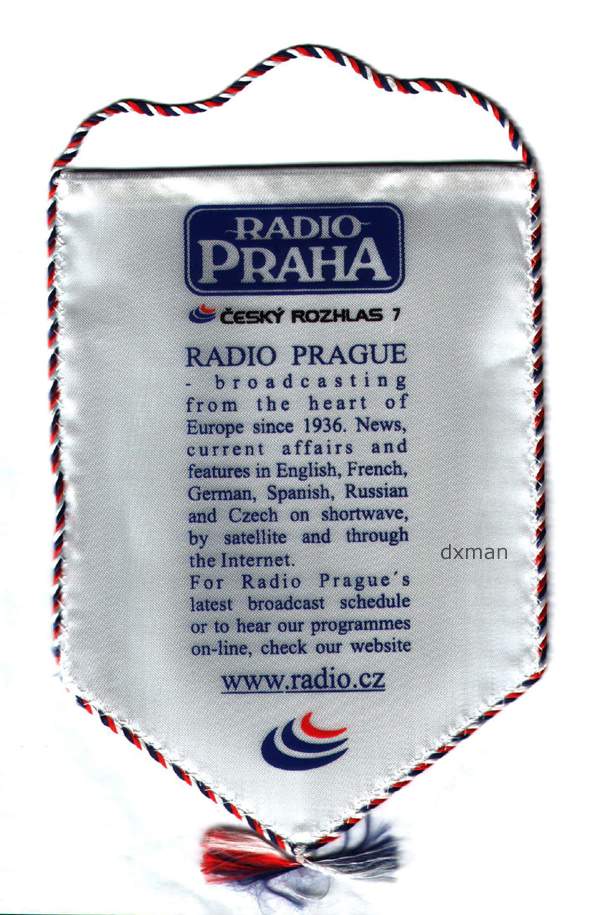 RADIO
PRAHA
ČESKÝ ROZHLAS 7
RADIO PRAGUE
- broadcasting
from the heart of
Europe since 1936. News,
current affairs and
features in English, French,
German, Spanish, Russian
and Czech on shortwave,
by satellite and through
the Internet.
For Radio Prague´s
latest broadcast schedule
or to hear our programmes
on-line, check our website
www.radio.cz
dxman